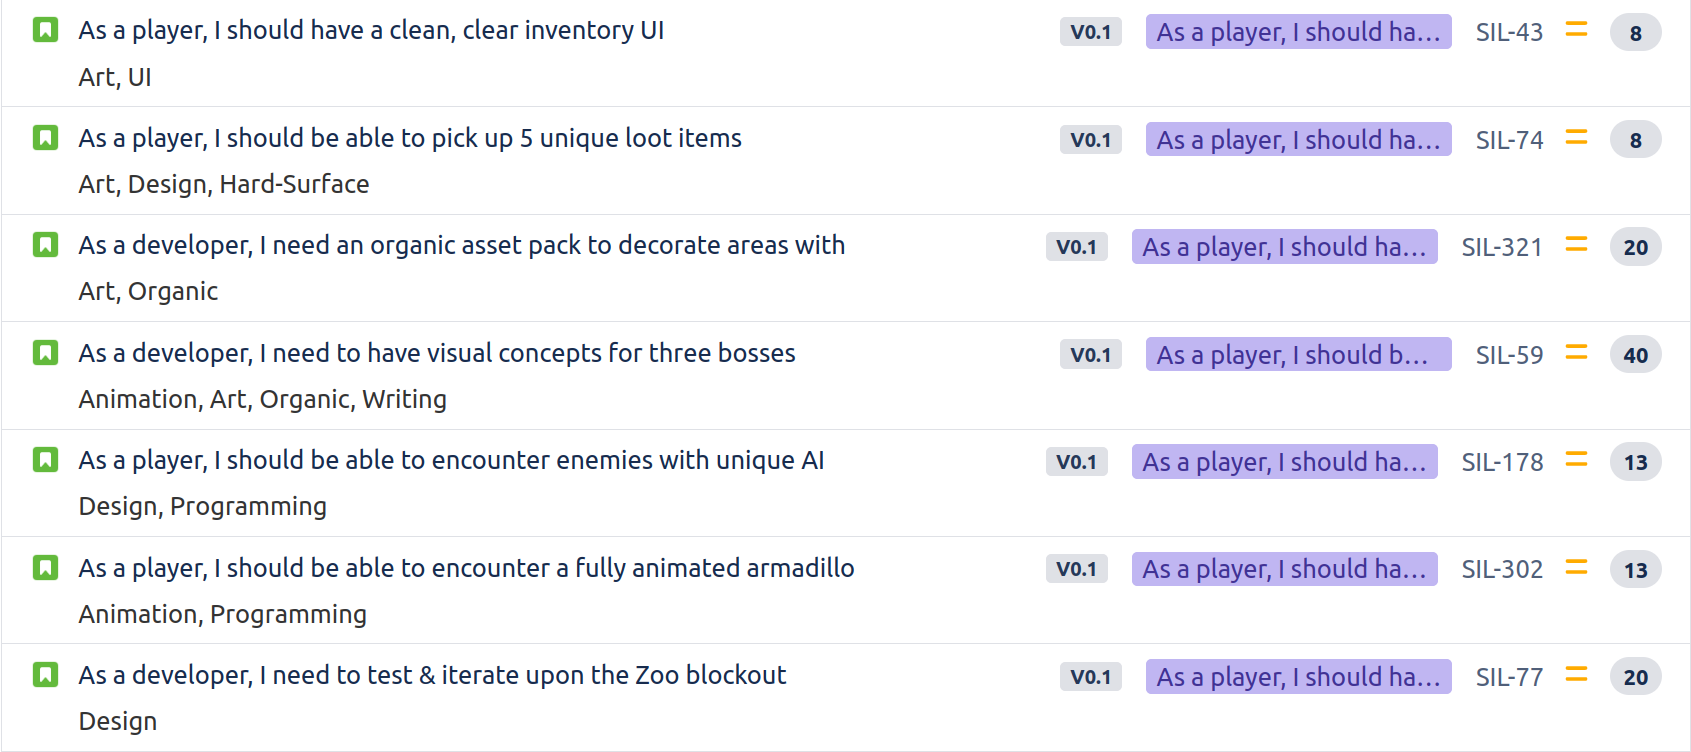 As a player, I should have a clean, clear inventory UI V0.1 As a player, I should ha... SIL-43 8
Art, UI
As a player, I should be able to pick up 5 unique loot items V0.1 As a player, I should ha... SIL-74 8
Art, Design, Hard-Surface
As a developer, I need an organic asset pack to decorate areas with V0.1 As a player, I should ha... SIL-321 20
Art, Organic
As a developer, I need to have visual concepts for three bosses V0.1 As a player, I should b... SIL-59 40
Animation, Art, Organic, Writing
As a player, I should be able to encounter enemies with unique AI V0.1 As a player, I should ha... SIL-178 13
Design, Programming
As a player, I should be able to encounter a fully animated armadillo V0.1 As a player, I should ha... SIL-302 13
Animation, Programming
As a developer, I need to test & iterate upon the Zoo blockout V0.1 As a player, I should ha... SIL-77 20
Design